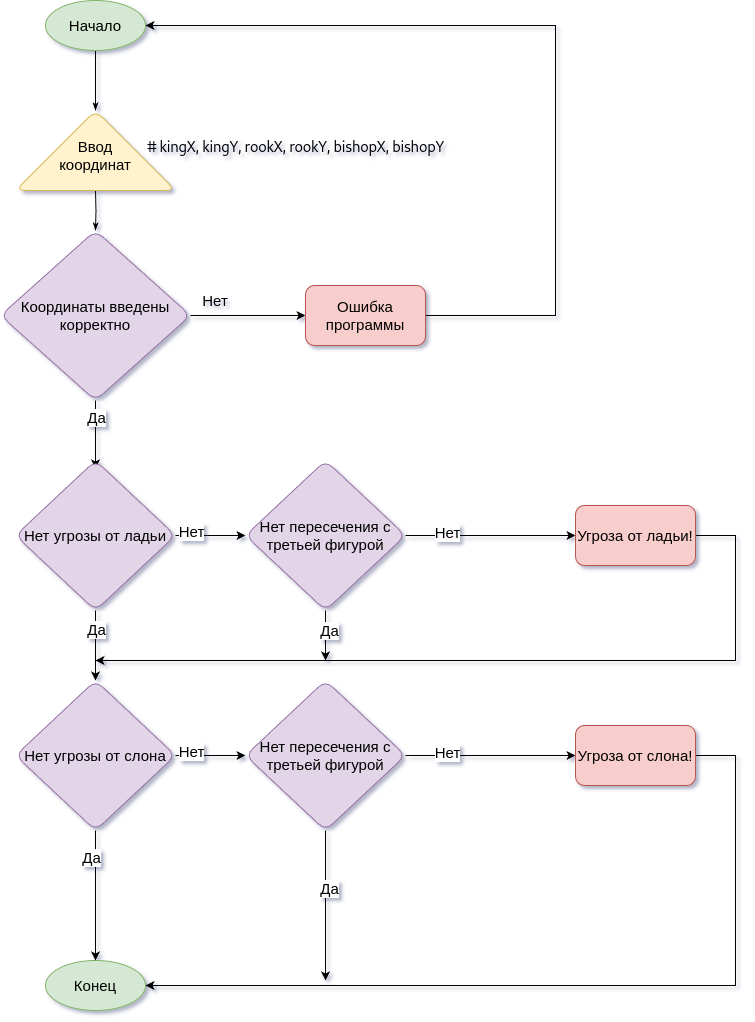 Начало
Ввод
координат
# kingX, kingY, rookX, rookY, bishopX, bishopY
Координаты введены
корректно
Нет
Ошибка
программы
Да
Нет угрозы от ладьи
Нет
Нет пересечения с
третьей фигурой
Нет
Угроза от ладьи!
Да
Да
Нет угрозы от слона
Нет
Нет пересечения с
третьей фигурой
Нет
Угроза от слона!
Да
Да
Конец